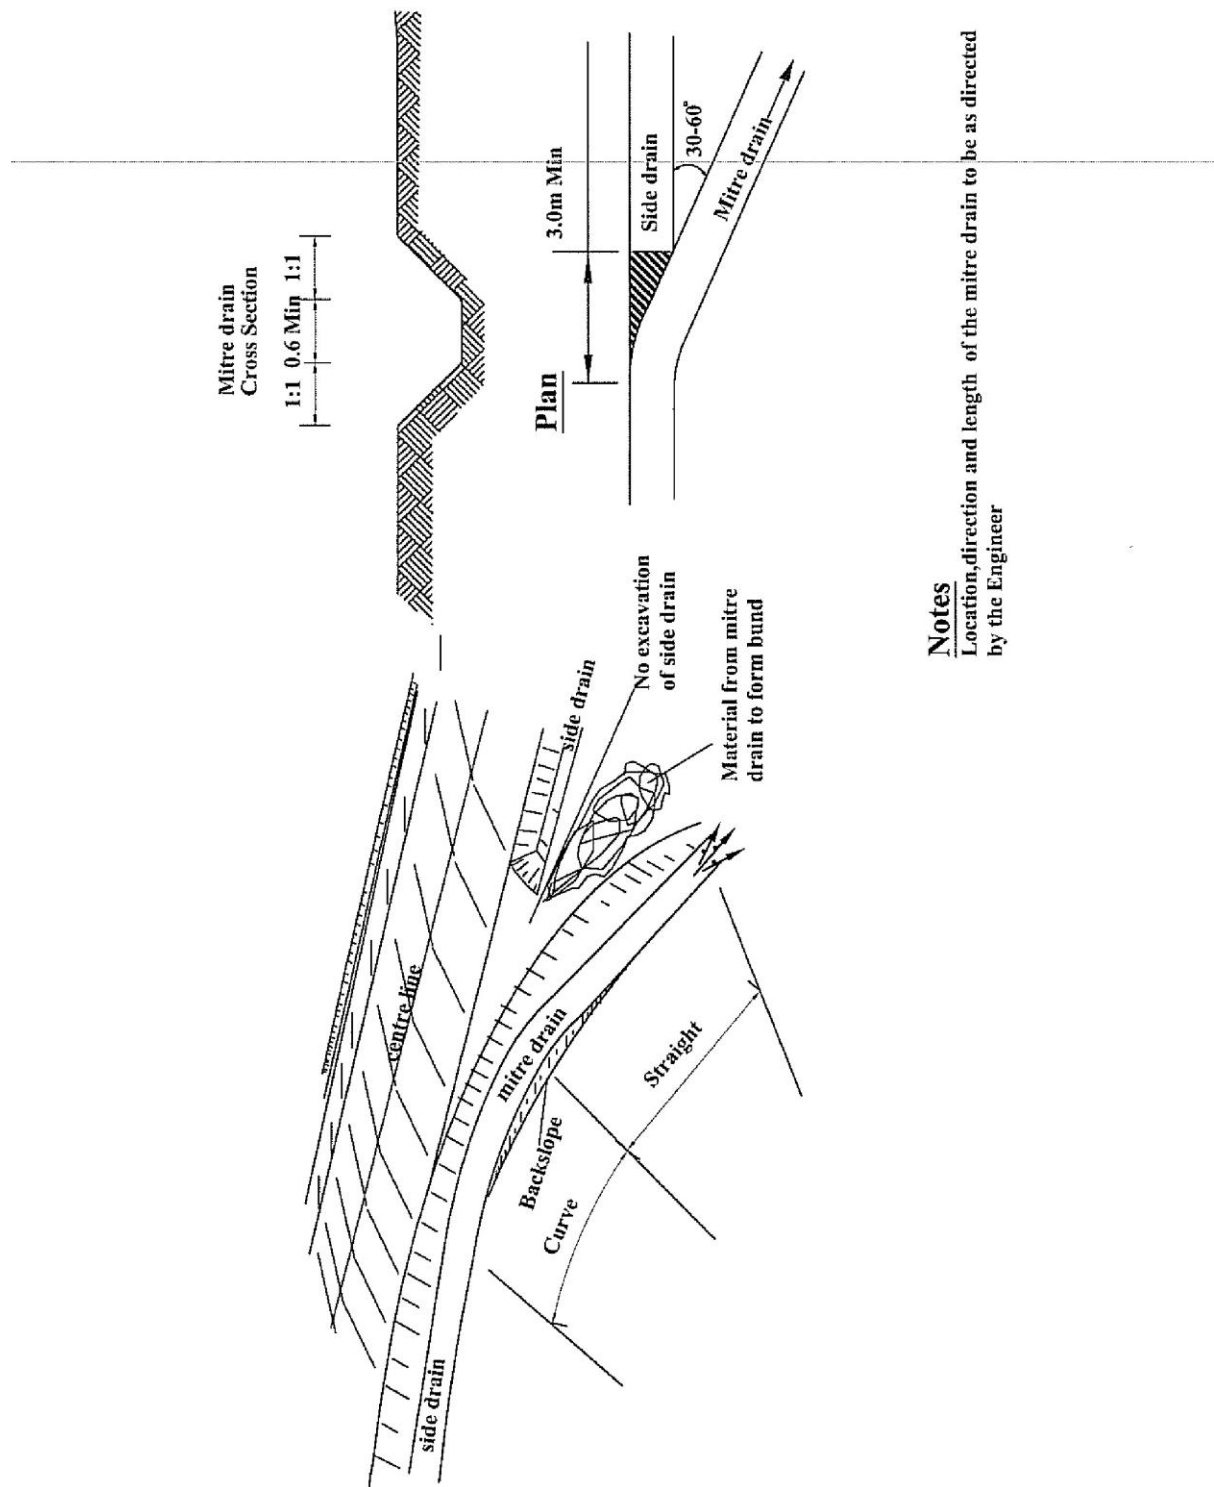 Mitre drain
Cross Section
1:1 0.6 Min 1:1
Plan
3.0m Min
Side drain
30-60°
Mitre drain
centre line
side drain
No excavation
of side drain
Material from mitre
drain to form bund
mitre drain
side drain
Backslope
Curve
Straight
Notes
Location,direction and length of the mitre drain to be as directed
by the Engineer